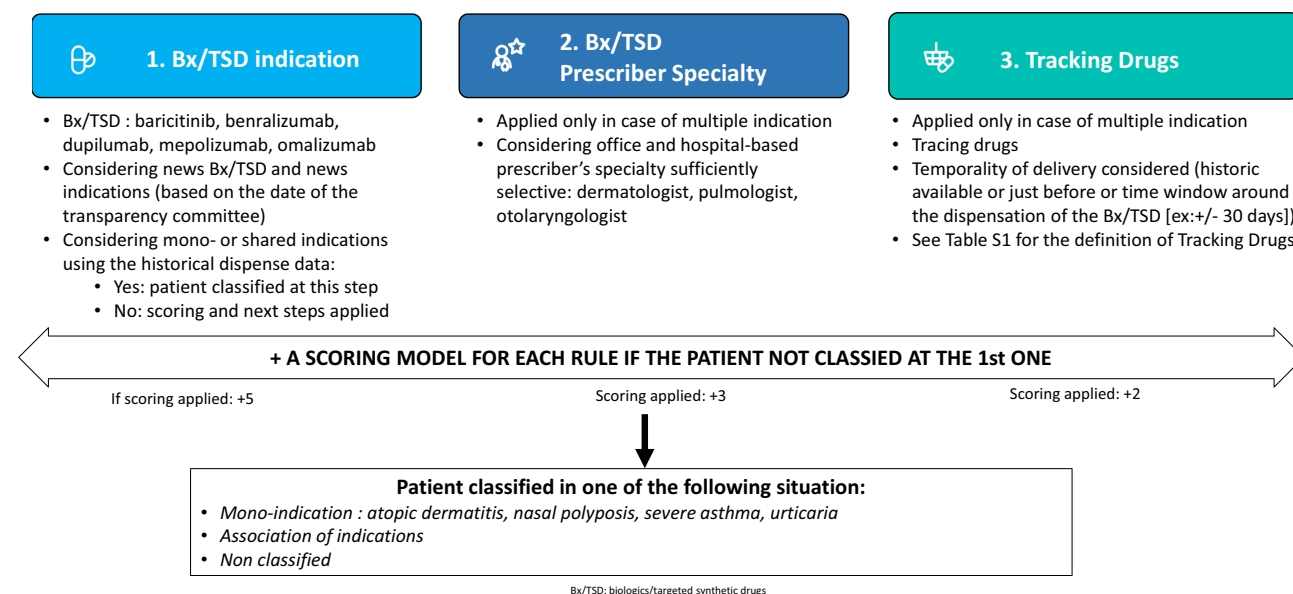 1. Bx/TSD indication
• Bx/TSD : baricitinib, benralizumab,
dupilumab, mepolizumab, omalizumab
• Considering news Bx/TSD and news
indications (based on the date of the
transparency committee)
• Considering mono- or shared indications
using the historical dispense data:
• Yes: patient classified at this step
• No: scoring and next steps applied
2. Bx/TSD
Prescriber Specialty
• Applied only in case of multiple indication
• Considering office and hospital-based
prescriber's specialty sufficiently
selective: dermatologist, pulmologist,
otolaryngologist
3. Tracking Drugs
• Applied only in case of multiple indication
• Tracing drugs
• Temporality of delivery considered (historic
available or just before or time window around
the dispensation of the Bx/TSD [ex:+/- 30 days])
• See Table S1 for the definition of Tracking Drugs
+ A SCORING MODEL FOR EACH RULE IF THE PATIENT NOT CLASSIED AT THE 1st ONE
If scoring applied: +5
Scoring applied: +3
Scoring applied: +2
Patient classified in one of the following situation:
• Mono-indication : atopic dermatitis, nasal polyposis, severe asthma, urticaria
• Association of indications
• Non classified
Bx/TSD: biologics/targeted synthetic drugs